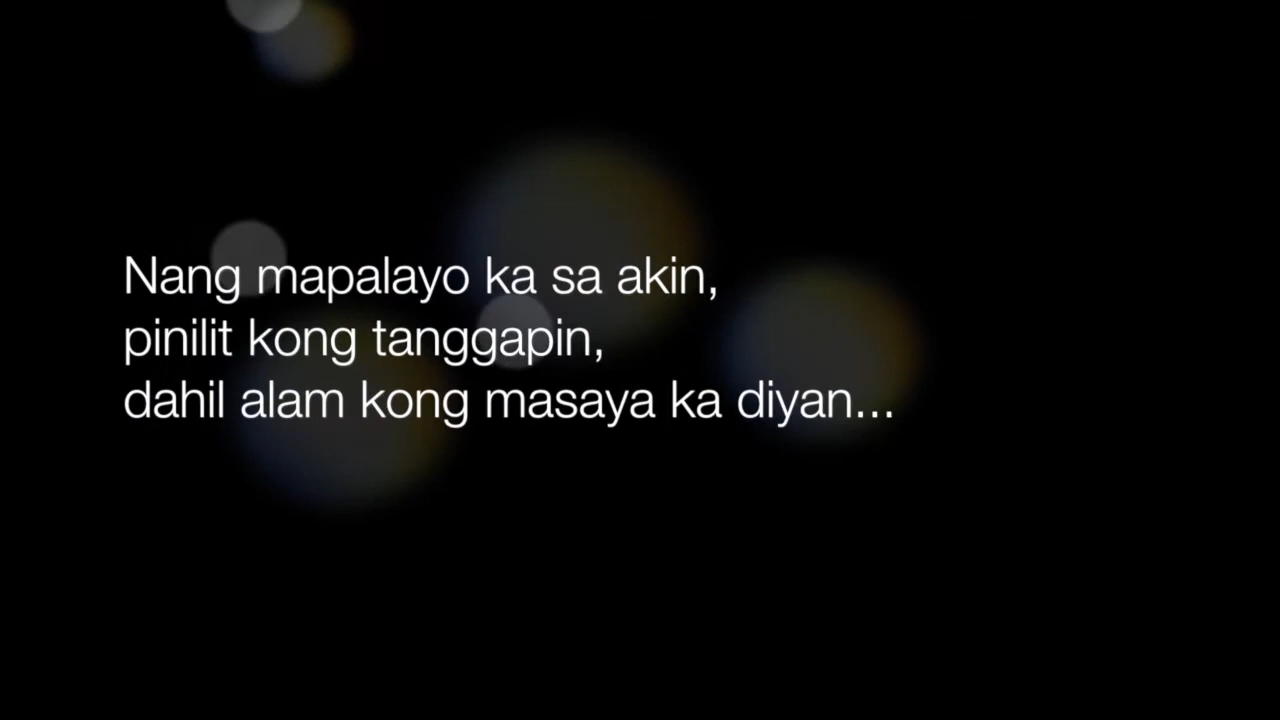 Nang mapalayo ka sa akin,
pinilit kong tanggapin,
dahil alam kong masaya ka diyan...